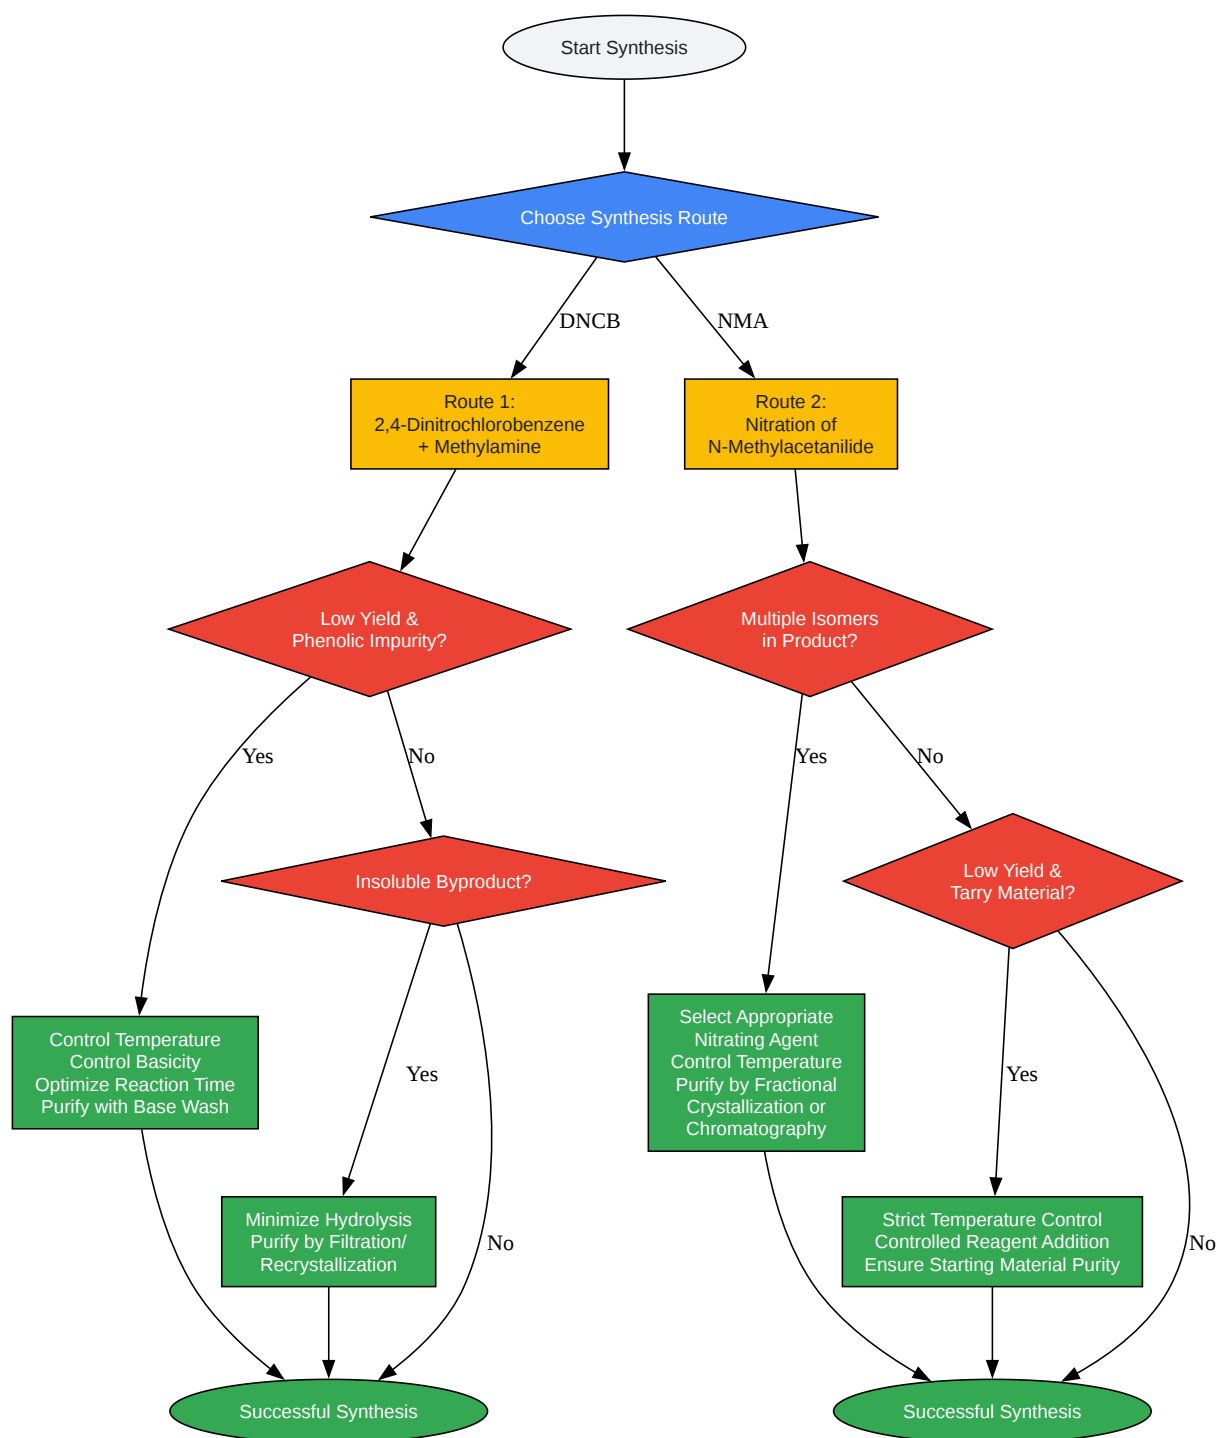 Start Synthesis
Choose Synthesis Route
DNCB
NMA
Route 1:
2,4-Dinitrochlorobenzene
+ Methylamine
Route 2:
Nitration of
N-Methylacetanilide
Low Yield &
Phenolic Impurity?
Multiple Isomers
in Product?
Yes
No
Yes
No
Insoluble Byproduct?
Low Yield &
Tarry Material?
Control Temperature
Control Basicity
Optimize Reaction Time
Purify with Base Wash
Yes
Select Appropriate
Nitrating Agent
Control Temperature
Purify by Fractional
Crystallization or
Chromatography
Yes
Minimize Hydrolysis
Purify by Filtration/
Recrystallization
No
Strict Temperature Control
Controlled Reagent Addition
Ensure Starting Material Purity
No
Successful Synthesis
Successful Synthesis